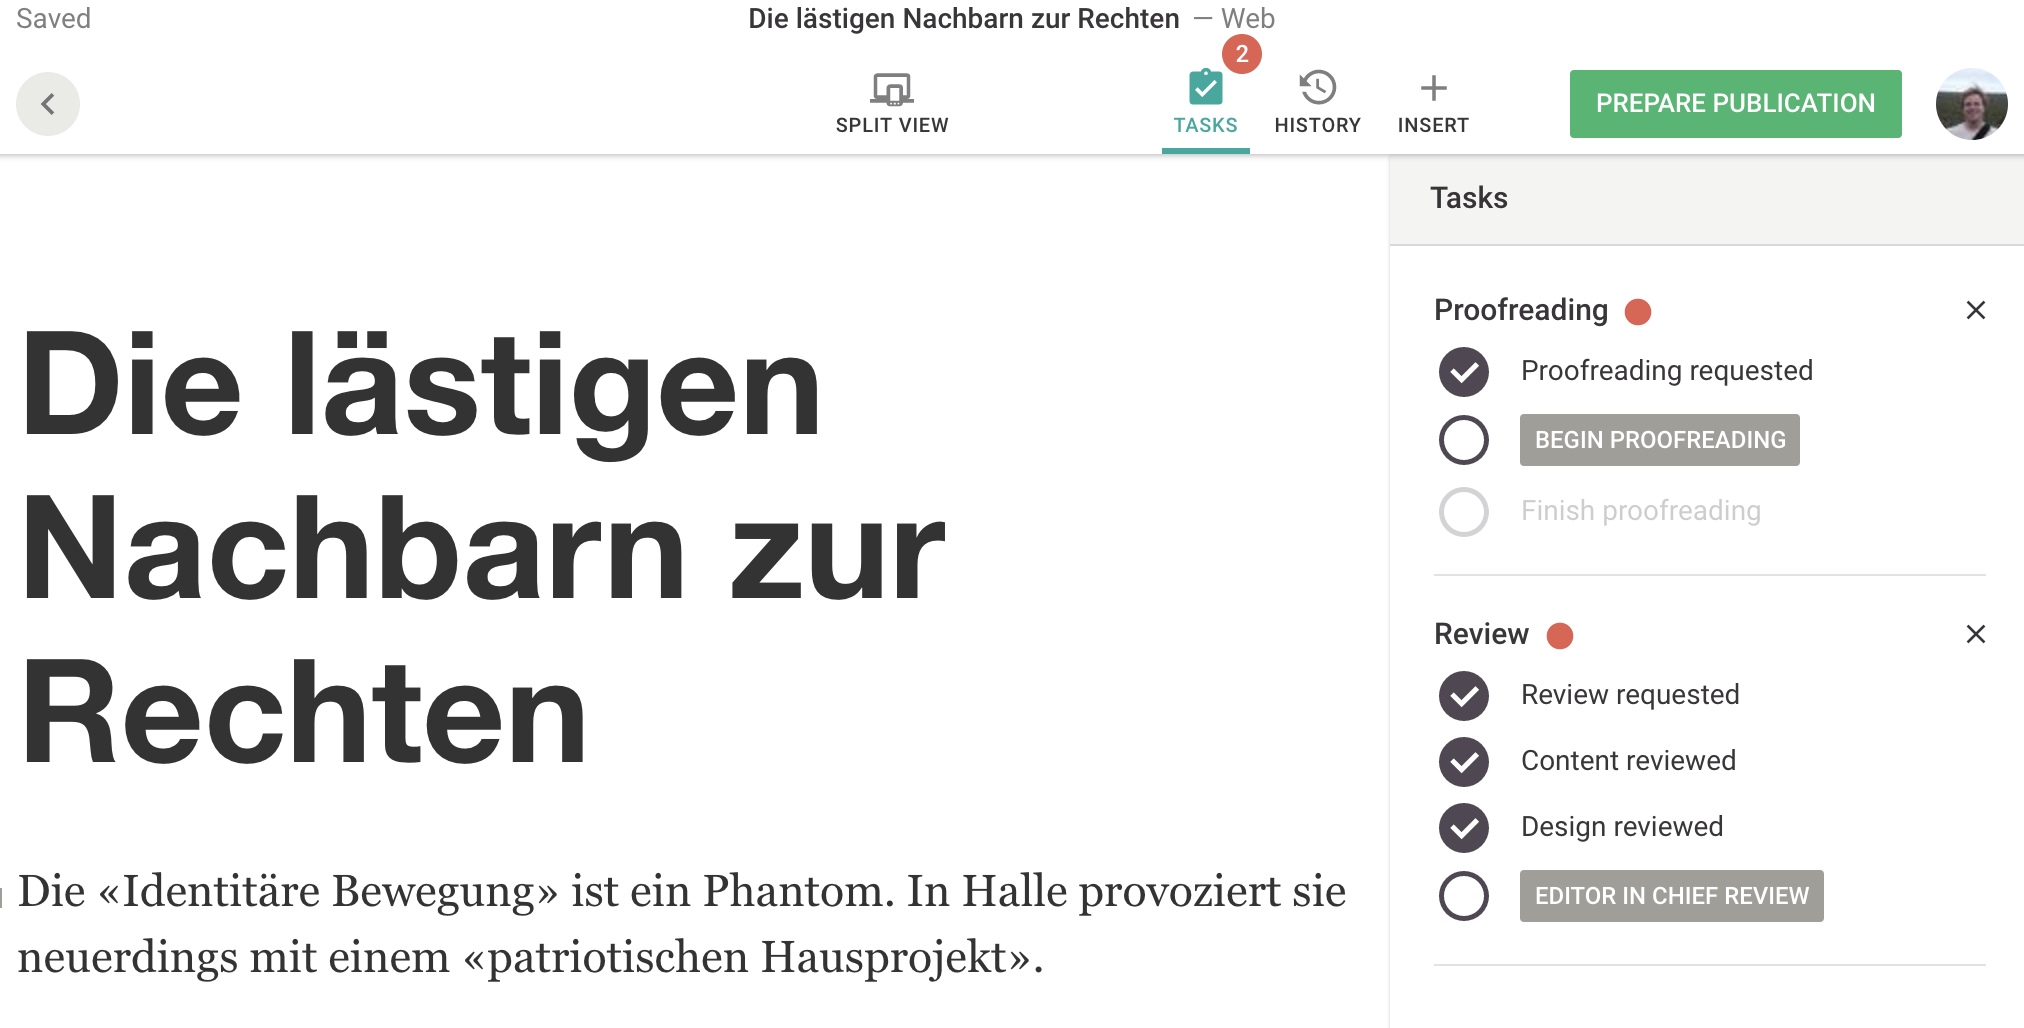 Saved
Die lästigen Nachbarn zur Rechten — Web
2
SPLIT VIEW
TASKS
HISTORY
INSERT
PREPARE PUBLICATION
Die lästigen
Nachbarn zur
Rechten
Die «Identitäre Bewegung» ist ein Phantom. In Halle provoziert sie
neuerdings mit einem «patriotischen Hausprojekt».
Tasks
Proofreading
Proofreading requested
BEGIN PROOFREADING
Finish proofreading
Review
Review requested
Content reviewed
Design reviewed
EDITOR IN CHIEF REVIEW